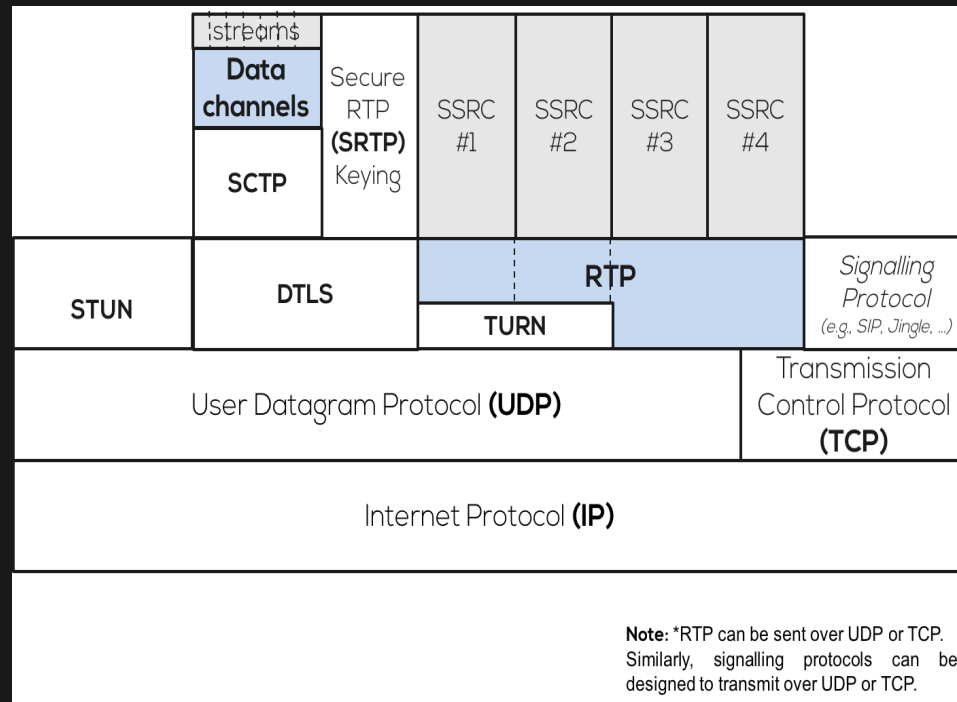 streams
Data
channels
SCTP
Secure
RTP
(SRTP)
Keying
SSRC
#1
SSRC
#2
SSRC
#3
SSRC
#4
STUN
DTLS
RTP
TURN
Signalling
Protocol
(e.g., SIP, Jingle, ...)
User Datagram Protocol (UDP)
Transmission
Control Protocol
(TCP)
Internet Protocol (IP)
Note: *RTP can be sent over UDP or TCP.
Similarly, signalling protocols can be
designed to transmit over UDP or TCP.